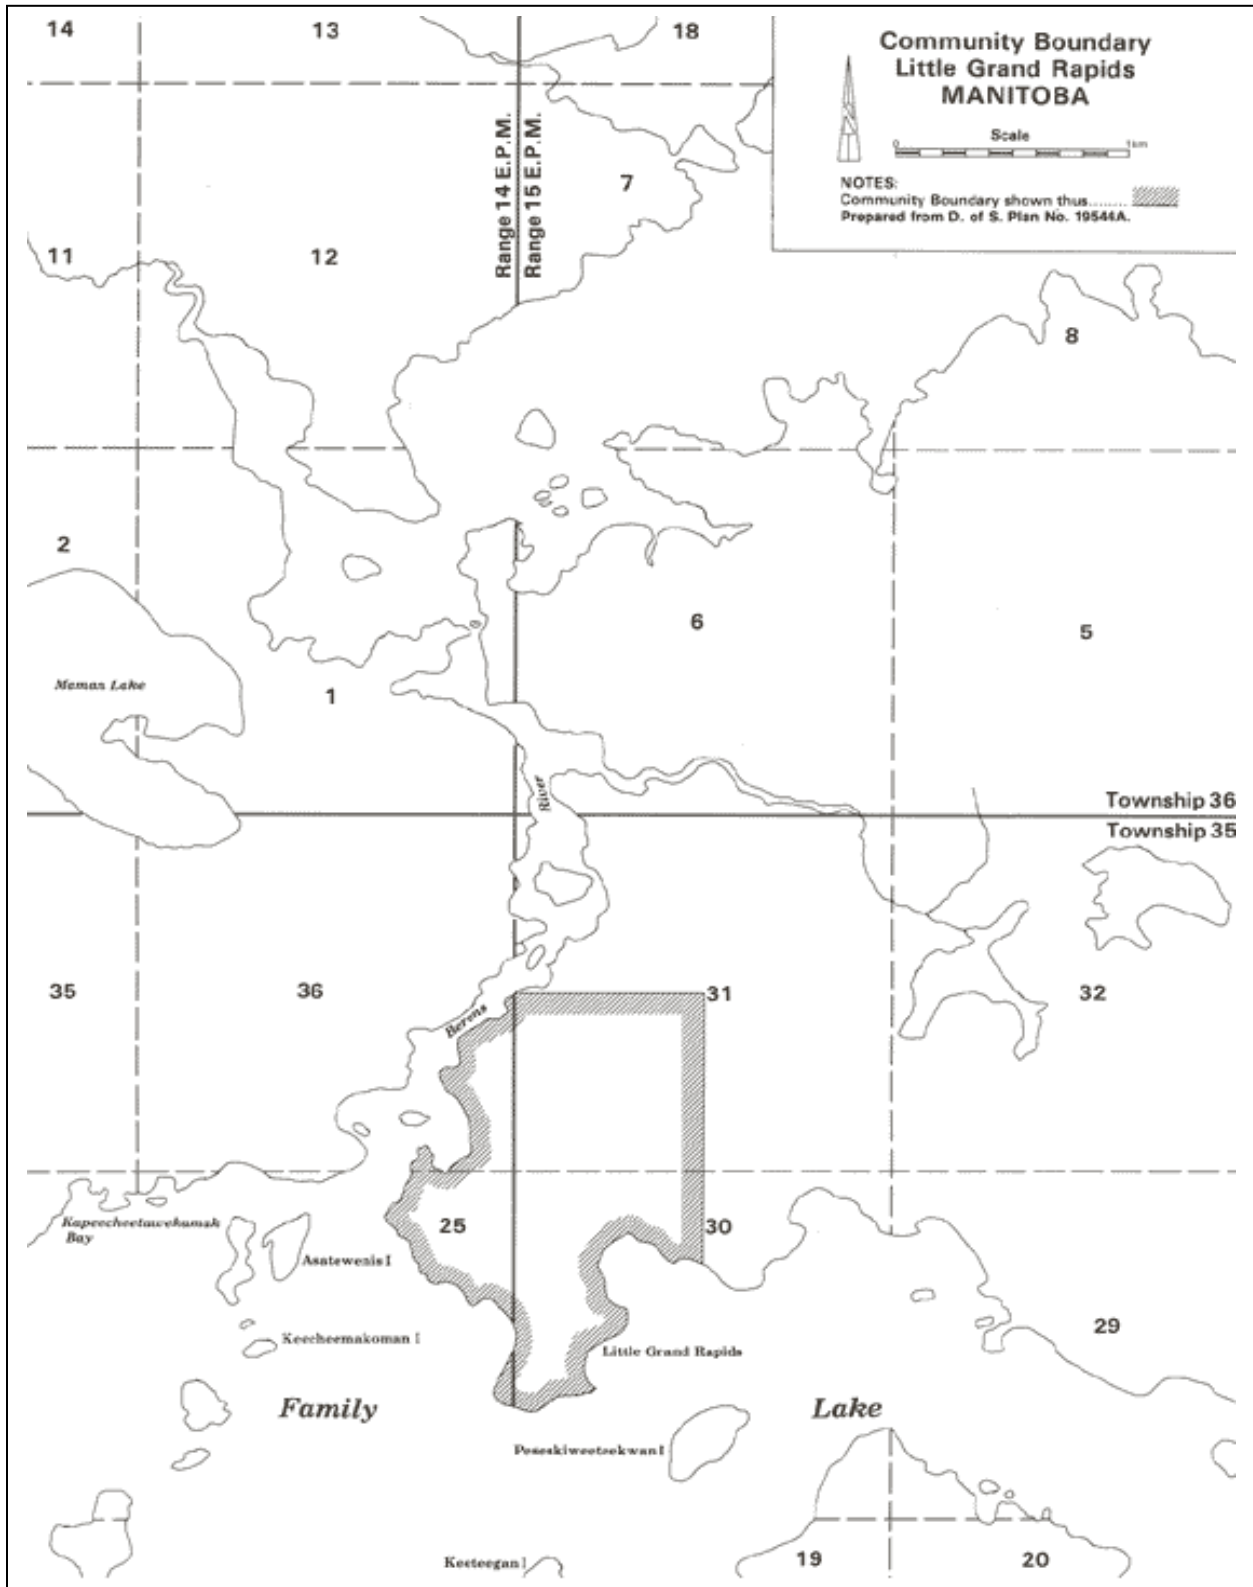 14
13
18
Community Boundary
Little Grand Rapids
MANITOBA
Scale
0
1km
NOTES:
Community Boundary shown thus........
Prepared from D. of S. Plan No. 19544A.
Range 14 E.P.M.
Range 15 E.P.M.
7
11
12
8
2
6
5
Maman Lake
1
River
Township 36
Township 35
35
36
31
32
Berens
Kapeecheetawekamak
Bay
25
30
Asatewenis I
Keecheemakoman I
29
Little Grand Rapids
Family
Lake
Peseskiweeteekwan I
Keeteegan I
19
20